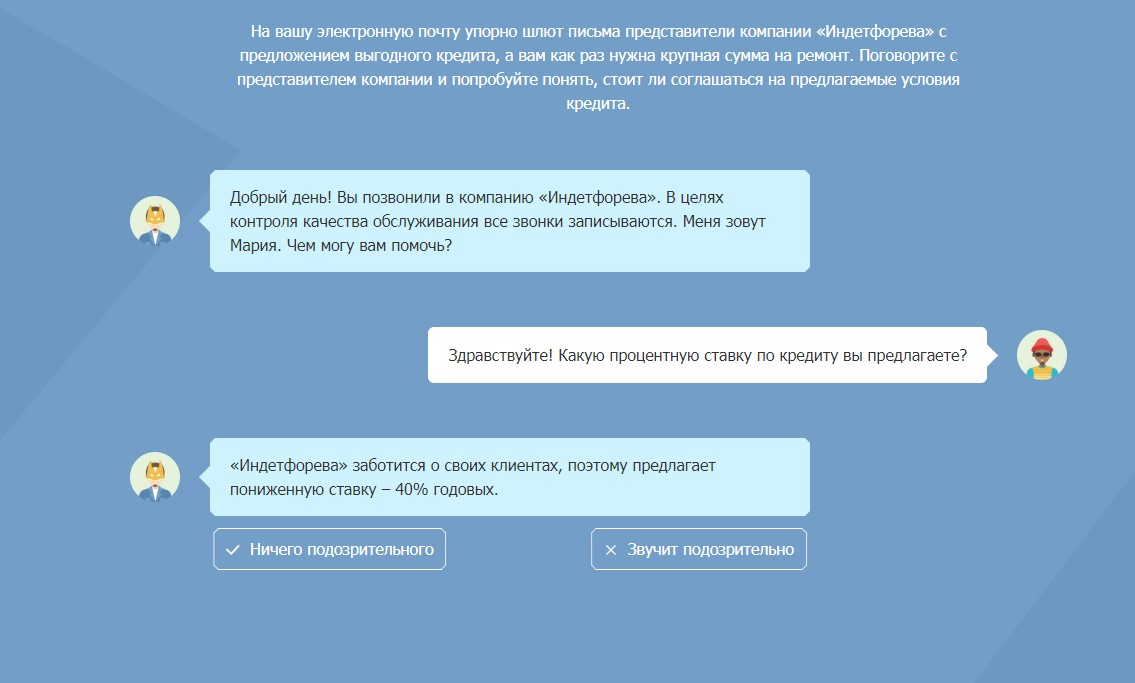 На вашу электронную почту упорно шлют письма представители компании «Индетфорева» с
предложением выгодного кредита, а вам как раз нужна крупная сумма на ремонт. Поговорите с
представителем компании и попробуйте понять, стоит ли соглашаться на предлагаемые условия
кредита.
Добрый день! Вы позвонили в компанию «Индетфорева». В целях
контроля качества обслуживания все звонки записываются. Меня зовут
Мария. Чем могу вам помочь?
Здравствуйте! Какую процентную ставку по кредиту вы предлагаете?
«Индетфорева» заботится о своих клиентах, поэтому предлагает
пониженную ставку – 40% годовых.
Ничего подозрительного
Звучит подозрительно